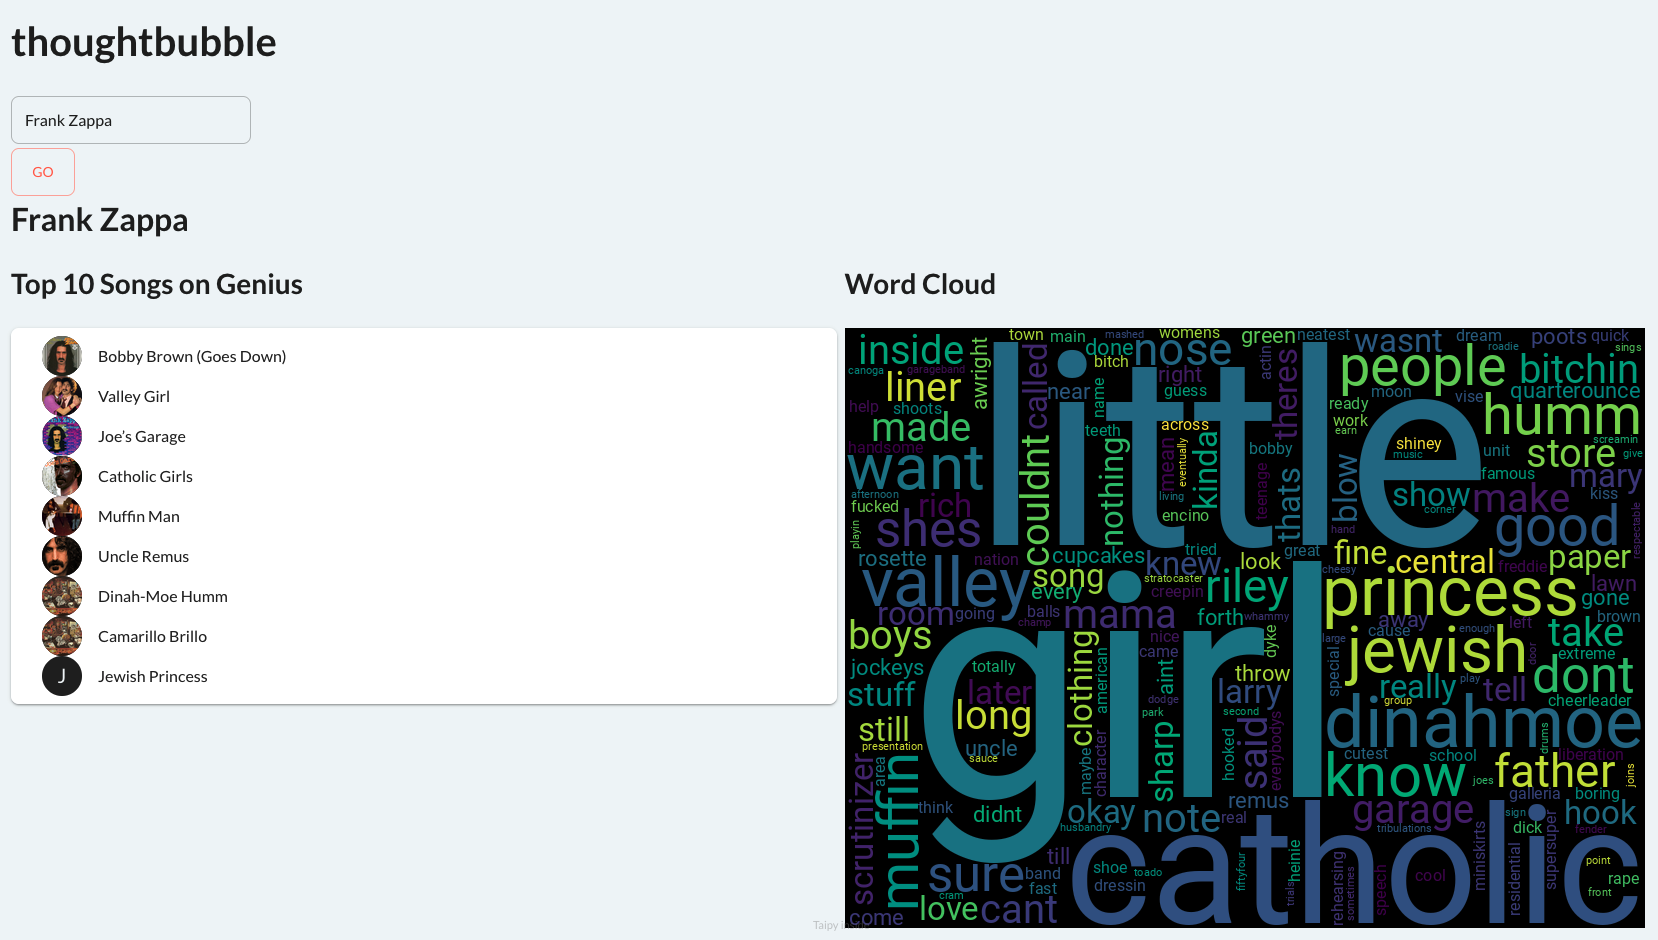 thoughtbubble
Frank Zappa
GO
Frank Zappa
Top 10 Songs on Genius
Bobby Brown (Goes Down)
Valley Girl
Joe’s Garage
Catholic Girls
Muffin Man
Uncle Remus
Dinah-Moe Humm
Camarillo Brillo
J
Jewish Princess
Word Cloud
town
main
mashed
womens
green
neatest
wasnt
dream
poots
quick
inside
awright
little
called
done
bitch
nose
right
actin
theres
people
roadie
sings
bitchin
canoga
garageband
liner
near
name
guess
moon
vise
quarterounce
help
shoots
ready
work
earn
humm
made
teeth
across
shiney
music
unit
screamin
give
handsome
couldnt
nothing
mean
eventually
kinda
bobby
store
want
teenage
thats
blow
famous
mary
afternoon
fucked
rich
living
encino
show
corner
make
kiss
playin
shes
hand
good
respectable
rosette
nation
cupcakes
tried
knew
look
great
fine
central
freddie
paper
valley
song
stratocaster
cheesy
lawn
every
creepin
riley
princess
gone
room
going
balls
champ
mama
forth
whammy
away
left
brown
boys
girl
nice
came
dyke
large
cause
enough
take
jockeys
totally
clothing
american
aint
throw
special
jewish
door
extreme
stuff
later
dodge
larry
really
play
tell
dont
long
park
second
group
cheerleader
still
presentation
uncle
sauce
maybe
character
sharp
hooked
said
everybodys
dinahmoe
drums
cutest
school
liberation
scrutinizer
area
muffin
know
joes
father
joins
think
didnt
okay
husbandry
note
remus
real
garage
tribulations
galleria
boring
sign
hook
dick
fender
till
shoe
toado
fiftyfour
heinie
catholic
miniskirts
residential
supersuper
point
sure
band
fast
dressin
trials
rehearsing
sometimes
speech
cool
rape
front
come
love
cram
cant